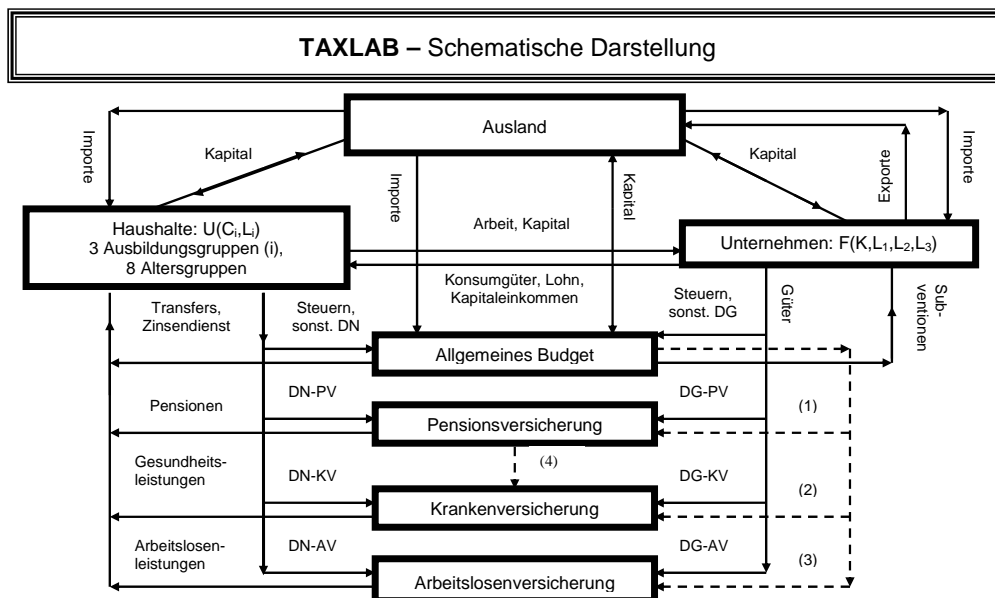 TAXLAB – Schematische Darstellung
Ausland
Importe
Kapital
Importe
Kapital
Kapital
Exporte
Importe
Haushalte: U(Cᵢ,Lᵢ)
3 Ausbildungsgruppen (i),
8 Altersgruppen
Arbeit, Kapital
Unternehmen: F(K,L₁,L₂,L₃)
Konsumgüter, Lohn,
Kapitaleinkommen
Transfers,
Zinsendienst
Steuern,
sonst. DN
Steuern,
sonst. DG
Güter
Sub-
ventionen
Allgemeines Budget
Pensionen
DN-PV
DG-PV
(1)
Pensionsversicherung
(4)
Gesundheits-
leistungen
DN-KV
DG-KV
(2)
Krankenversicherung
Arbeitslosen-
leistungen
DN-AV
DG-AV
(3)
Arbeitslosenversicherung